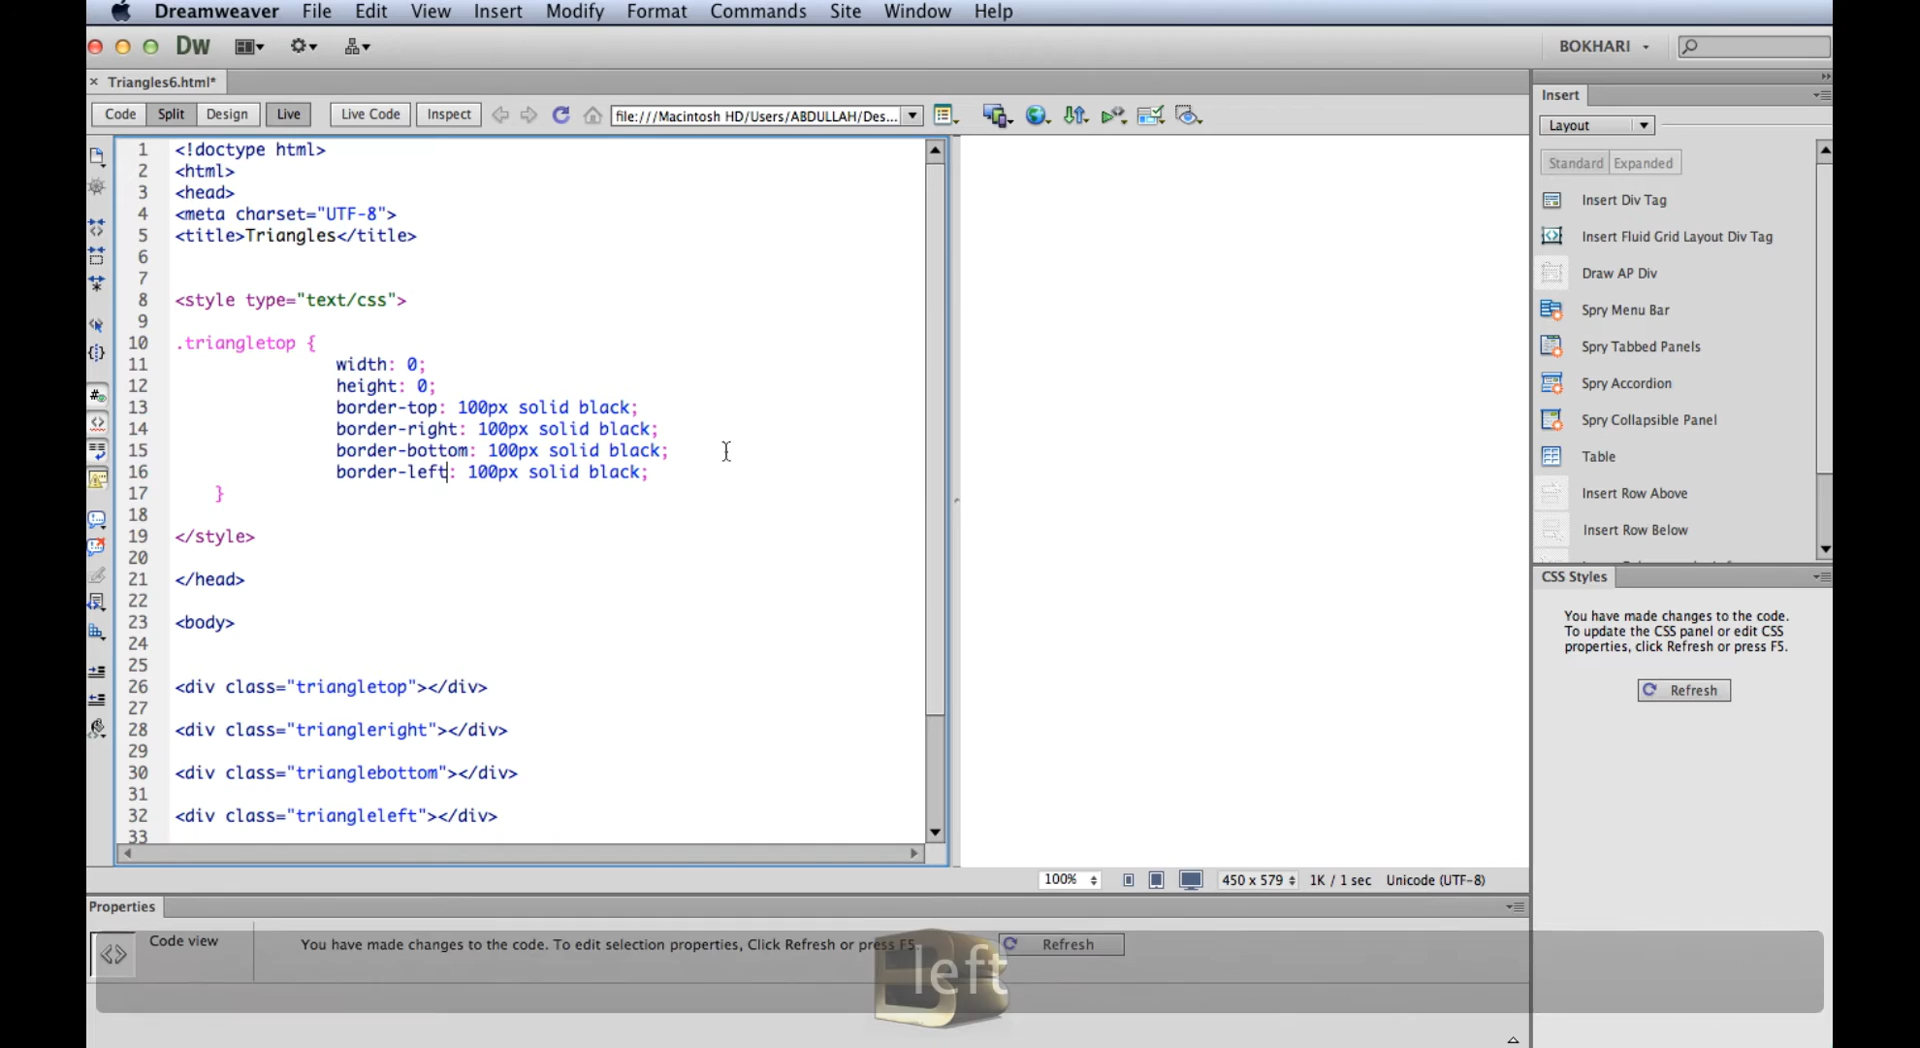 Dreamweaver File Edit View Insert Modify Format Commands Site Window Help
Dw BOKHARI
Triangles6.html*
Code Split Design Live Live Code Inspect file:///Macintosh HD/Users/ABDULLAH/Des...
1 <!doctype html>
2 <html>
3 <head>
4 <meta charset="UTF-8">
5 <title>Triangles</title>
6
7
8 <style type="text/css">
9
10 .triangletop {
11 width: 0;
12 height: 0;
13 border-top: 100px solid black;
14 border-right: 100px solid black;
15 border-bottom: 100px solid black;
16 border-left: 100px solid black;
17 }
18
19 </style>
20
21 </head>
22
23 <body>
24
25
26 <div class="triangletop"></div>
27
28 <div class="triangleright"></div>
29
30 <div class="trianglebottom"></div>
31
32 <div class="triangleleft"></div>
33
100% 450 x 579 1K / 1 sec Unicode (UTF-8)
Insert
Layout
Standard Expanded
Insert Div Tag
Insert Fluid Grid Layout Div Tag
Draw AP Div
Spry Menu Bar
Spry Tabbed Panels
Spry Accordion
Spry Collapsible Panel
Table
Insert Row Above
Insert Row Below
CSS Styles
You have made changes to the code.
To update the CSS panel or edit CSS
properties, click Refresh or press F5.
Refresh
Properties
Code view
You have made changes to the code. To edit selection properties, Click Refresh or press F5.
Refresh
left